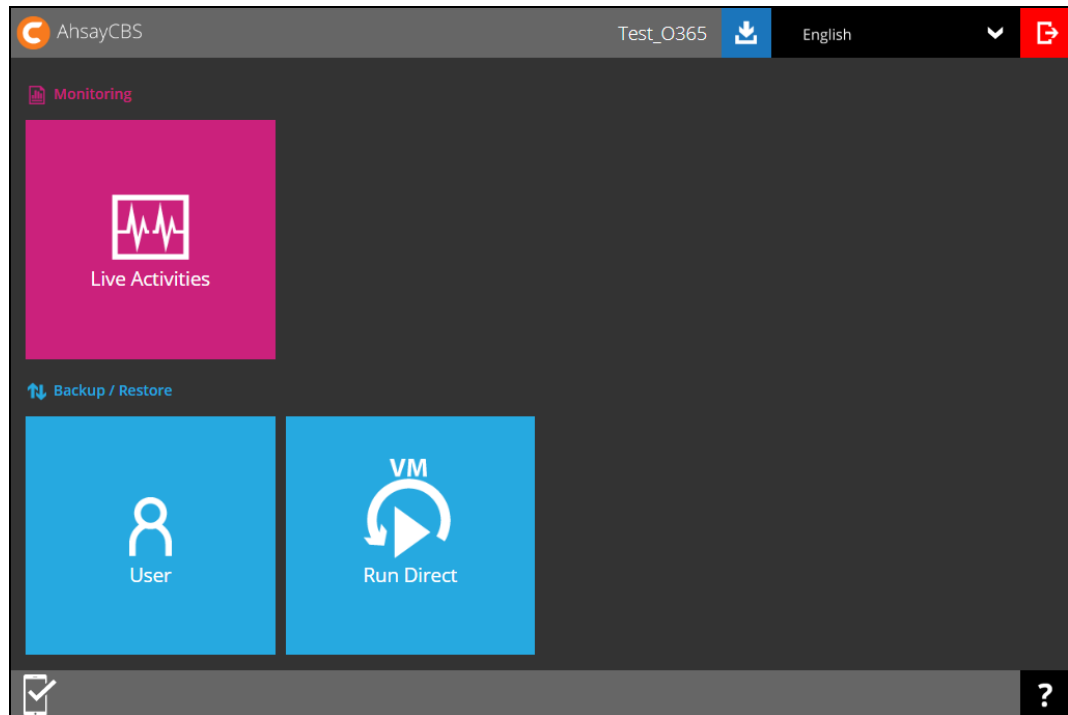 AhsayCBS
Test_O365
English
Monitoring
Live Activities
Backup / Restore
User
VM
Run Direct
?